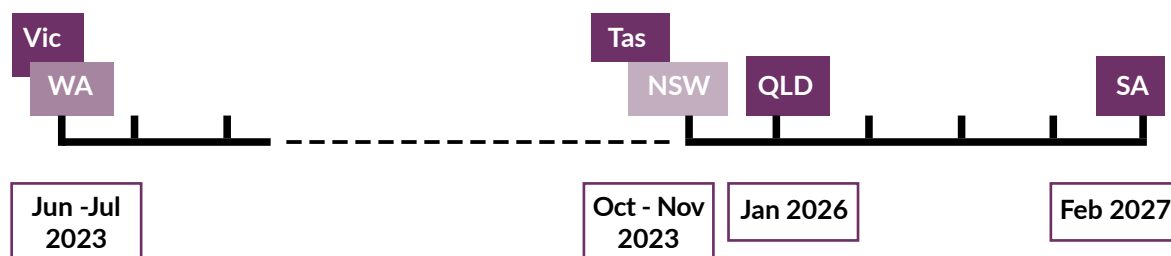 Vic
WA
Tas
NSW
QLD
SA
Jun -Jul
2023
Oct - Nov
2023
Jan 2026
Feb 2027